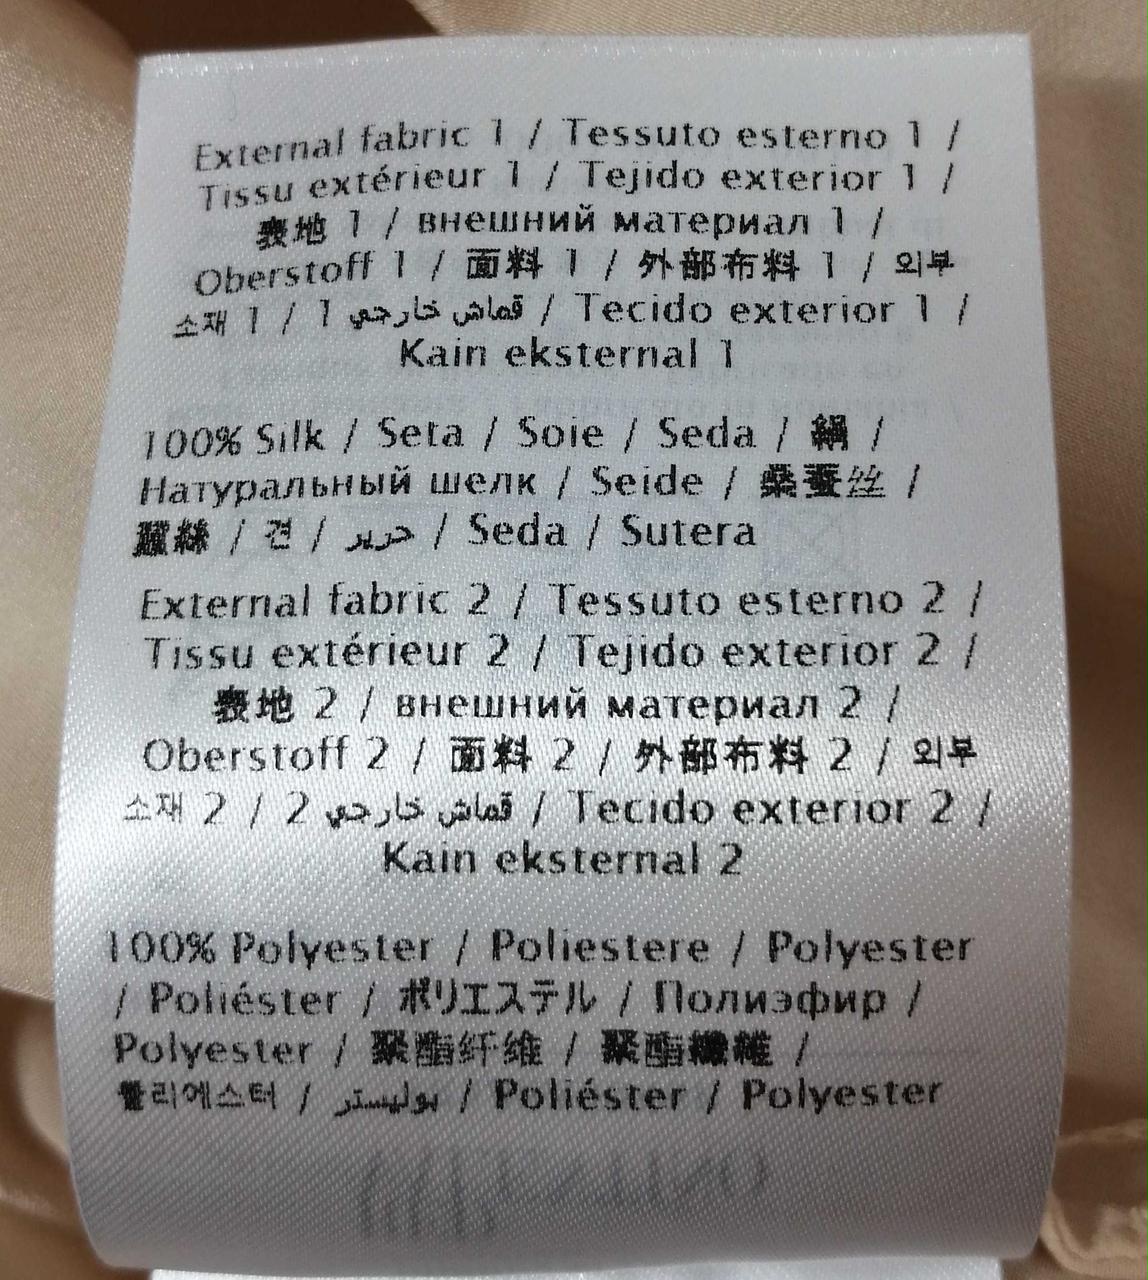 External fabric 1 / Tessuto esterno 1 /
Tissu extérieur 1 / Tejido exterior 1 /
表地 1 / внешний материал 1 /
Oberstoff 1 / 面料 1 / 外部布料 1 / 외부
소재 1 / 1 قماش خارجي / Tecido exterior 1 /
Kain eksternal 1
100% Silk / Seta / Soie / Seda / 絹 /
Натуральный шелк / Seide / 桑蚕丝 /
蠶絲 / 견 / حرير / Seda / Sutera
External fabric 2 / Tessuto esterno 2 /
Tissu extérieur 2 / Tejido exterior 2 /
表地 2 / внешний материал 2 /
Oberstoff 2 / 面料 2 / 外部布料 2 / 외부
소재 2 / 2 قماش خارجي / Tecido exterior 2 /
Kain eksternal 2
100% Polyester / Poliestere / Polyester
/ Poliéster / ポリエステル / Полиэфир /
Polyester / 聚酯纤维 / 聚酯纖維 /
폴리에스터 / بوليستر / Poliéster / Polyester